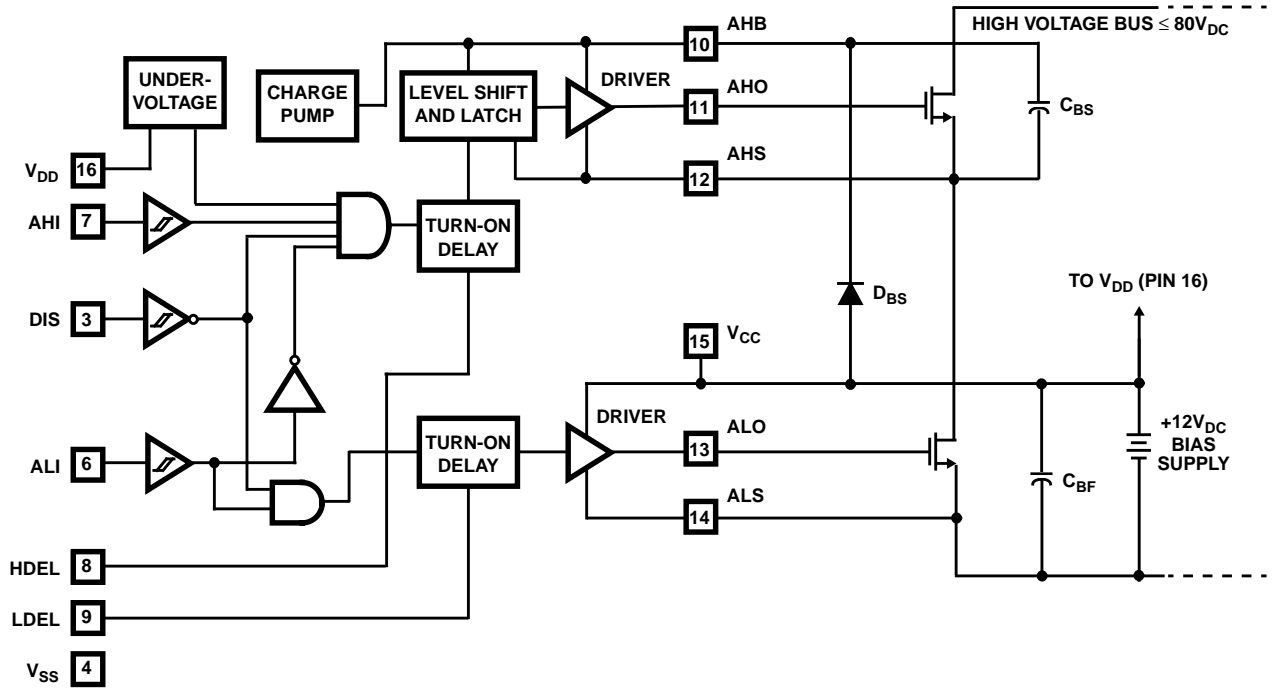 AHB
HIGH VOLTAGE BUS ≤ 80VDC
10
UNDER-
VOLTAGE
CHARGE
PUMP
LEVEL SHIFT
AND LATCH
DRIVER
AHO
11
CBS
AHS
12
VDD 16
AHI 7
TURN-ON
DELAY
DIS 3
DBS
TO VDD (PIN 16)
15
VCC
DRIVER
ALO
13
TURN-ON
DELAY
ALI 6
+12VDC
BIAS
SUPPLY
CBF
ALS
14
HDEL 8
LDEL 9
VSS 4